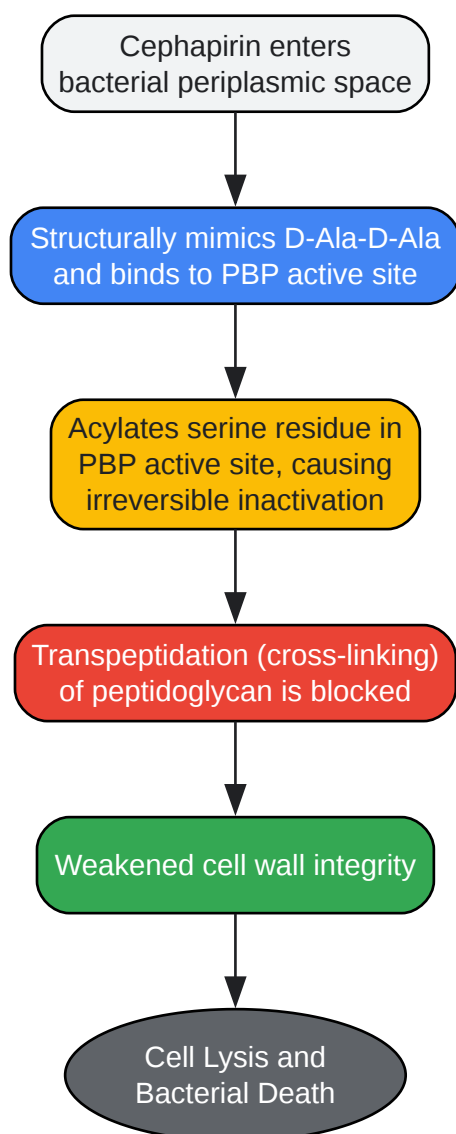 Cephapirin enters
bacterial periplasmic space
Structurally mimics D-Ala-D-Ala
and binds to PBP active site
Acylates serine residue in
PBP active site, causing
irreversible inactivation
Transpeptidation (cross-linking)
of peptidoglycan is blocked
Weakened cell wall integrity
Cell Lysis and
Bacterial Death